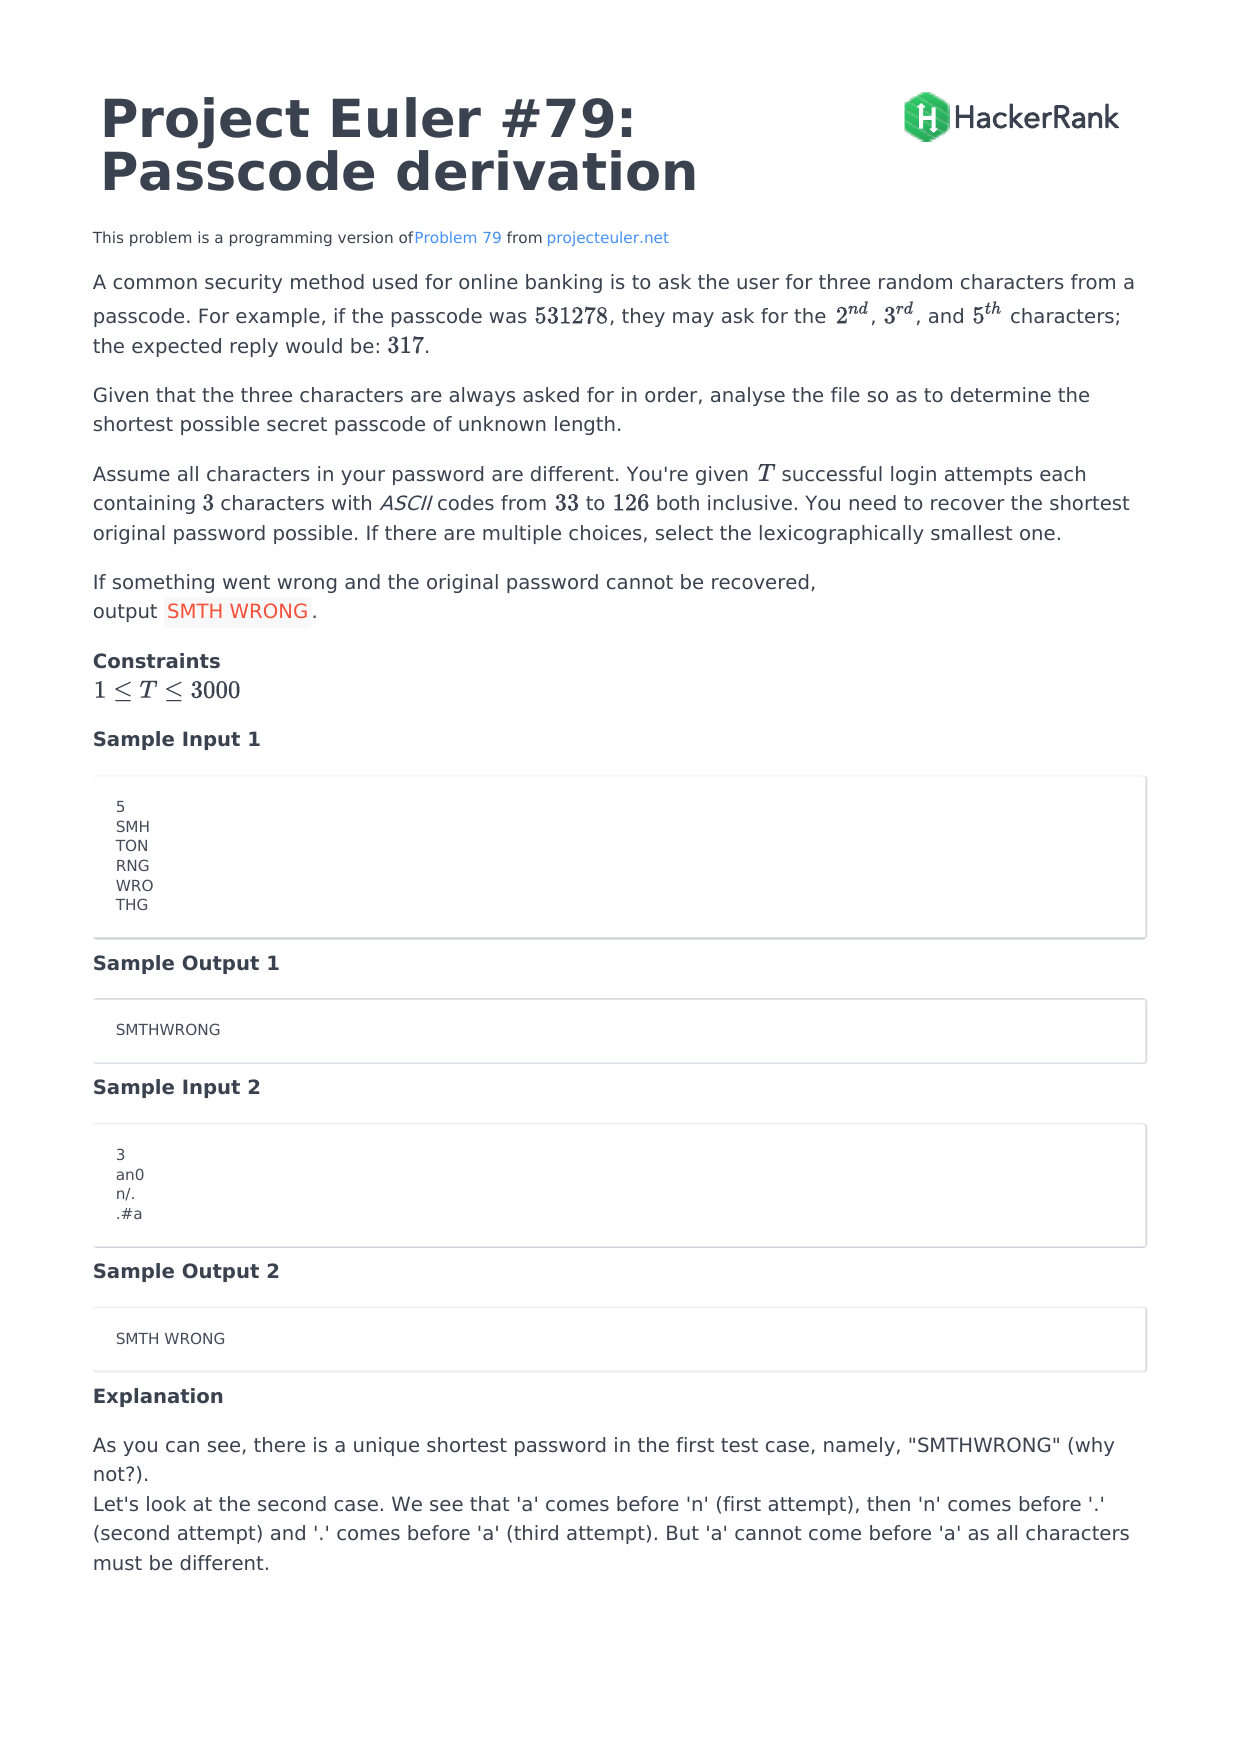 Project Euler #79:
Passcode derivation
HackerRank
This problem is a programming version ofProblem 79 from projecteuler.net
A common security method used for online banking is to ask the user for three random characters from a
passcode. For example, if the passcode was 531278, they may ask for the 2nd, 3rd, and 5th characters;
the expected reply would be: 317.
Given that the three characters are always asked for in order, analyse the file so as to determine the
shortest possible secret passcode of unknown length.
Assume all characters in your password are different. You're given T successful login attempts each
containing 3 characters with ASCII codes from 33 to 126 both inclusive. You need to recover the shortest
original password possible. If there are multiple choices, select the lexicographically smallest one.
If something went wrong and the original password cannot be recovered,
output SMTH WRONG.
Constraints
1 ≤ T ≤ 3000
Sample Input 1
5
SMH
TON
RNG
WRO
THG
Sample Output 1
SMTHWRONG
Sample Input 2
3
an0
n/.
.#a
Sample Output 2
SMTH WRONG
Explanation
As you can see, there is a unique shortest password in the first test case, namely, "SMTHWRONG" (why
not?).
Let's look at the second case. We see that 'a' comes before 'n' (first attempt), then 'n' comes before '.'
(second attempt) and '.' comes before 'a' (third attempt). But 'a' cannot come before 'a' as all characters
must be different.